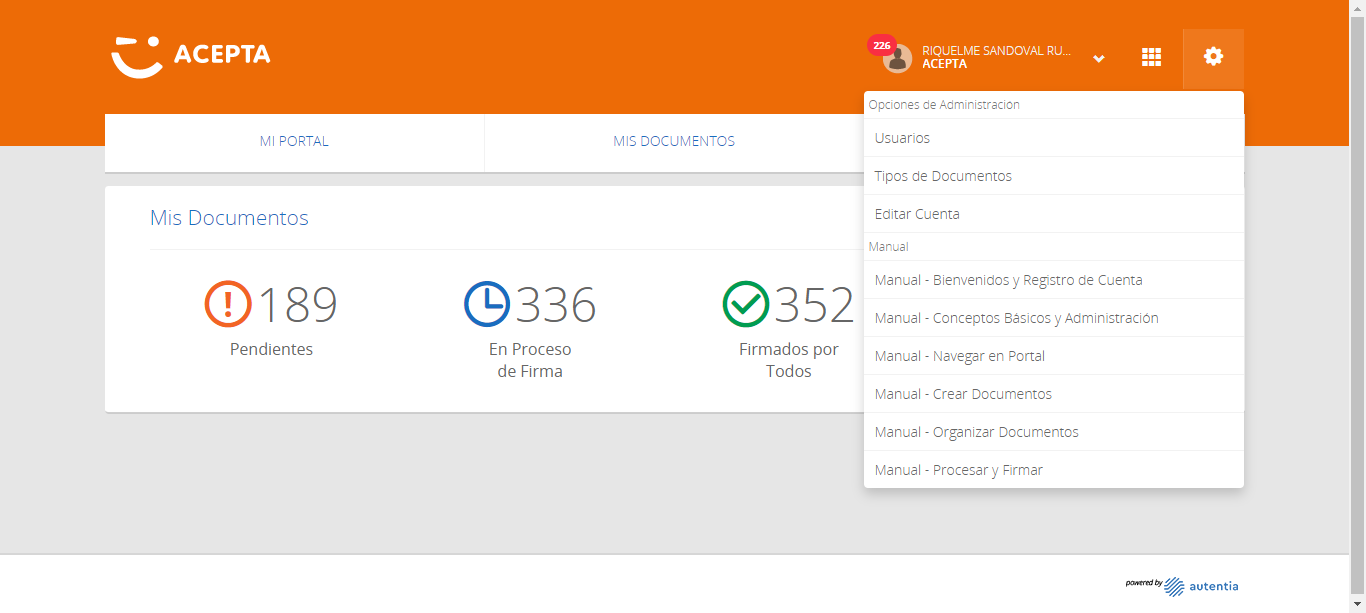 ACEPTA
226
RIQUELME SANDOVAL RU...
ACEPTA
MI PORTAL
MIS DOCUMENTOS
Mis Documentos
189
Pendientes
336
En Proceso
de Firma
352
Firmados por
Todos
Opciones de Administración
Usuarios
Tipos de Documentos
Editar Cuenta
Manual
Manual - Bienvenidos y Registro de Cuenta
Manual - Conceptos Básicos y Administración
Manual - Navegar en Portal
Manual - Crear Documentos
Manual - Organizar Documentos
Manual - Procesar y Firmar
powered by autentia